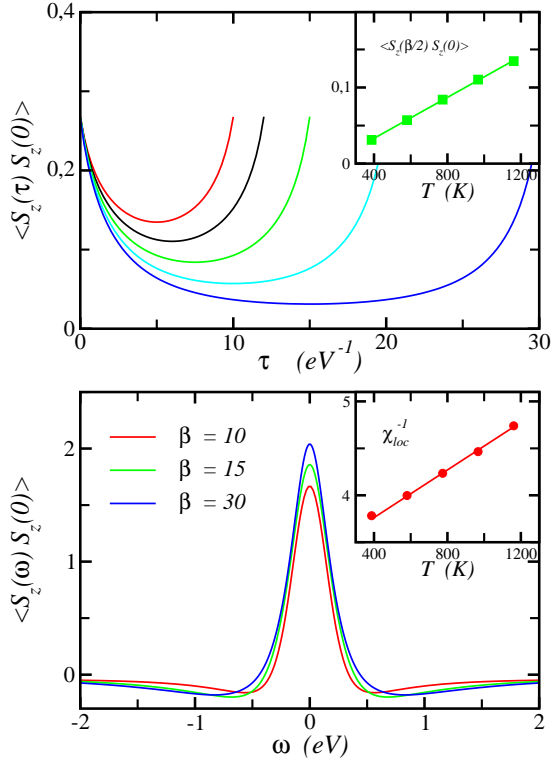 0,4
<S_z(β/2) S_z(0)>
0,1
0
400 800 1200
T (K)
<S_z(τ) S_z(0)>
0,2
0
0 10 20 30
τ (eV^-1)
2
1
0
<S_z(ω) S_z(0)>
β = 10
β = 15
β = 30
5
χ_loc^-1
4
400 800 1200
T (K)
-2 -1 0 1 2
ω (eV)